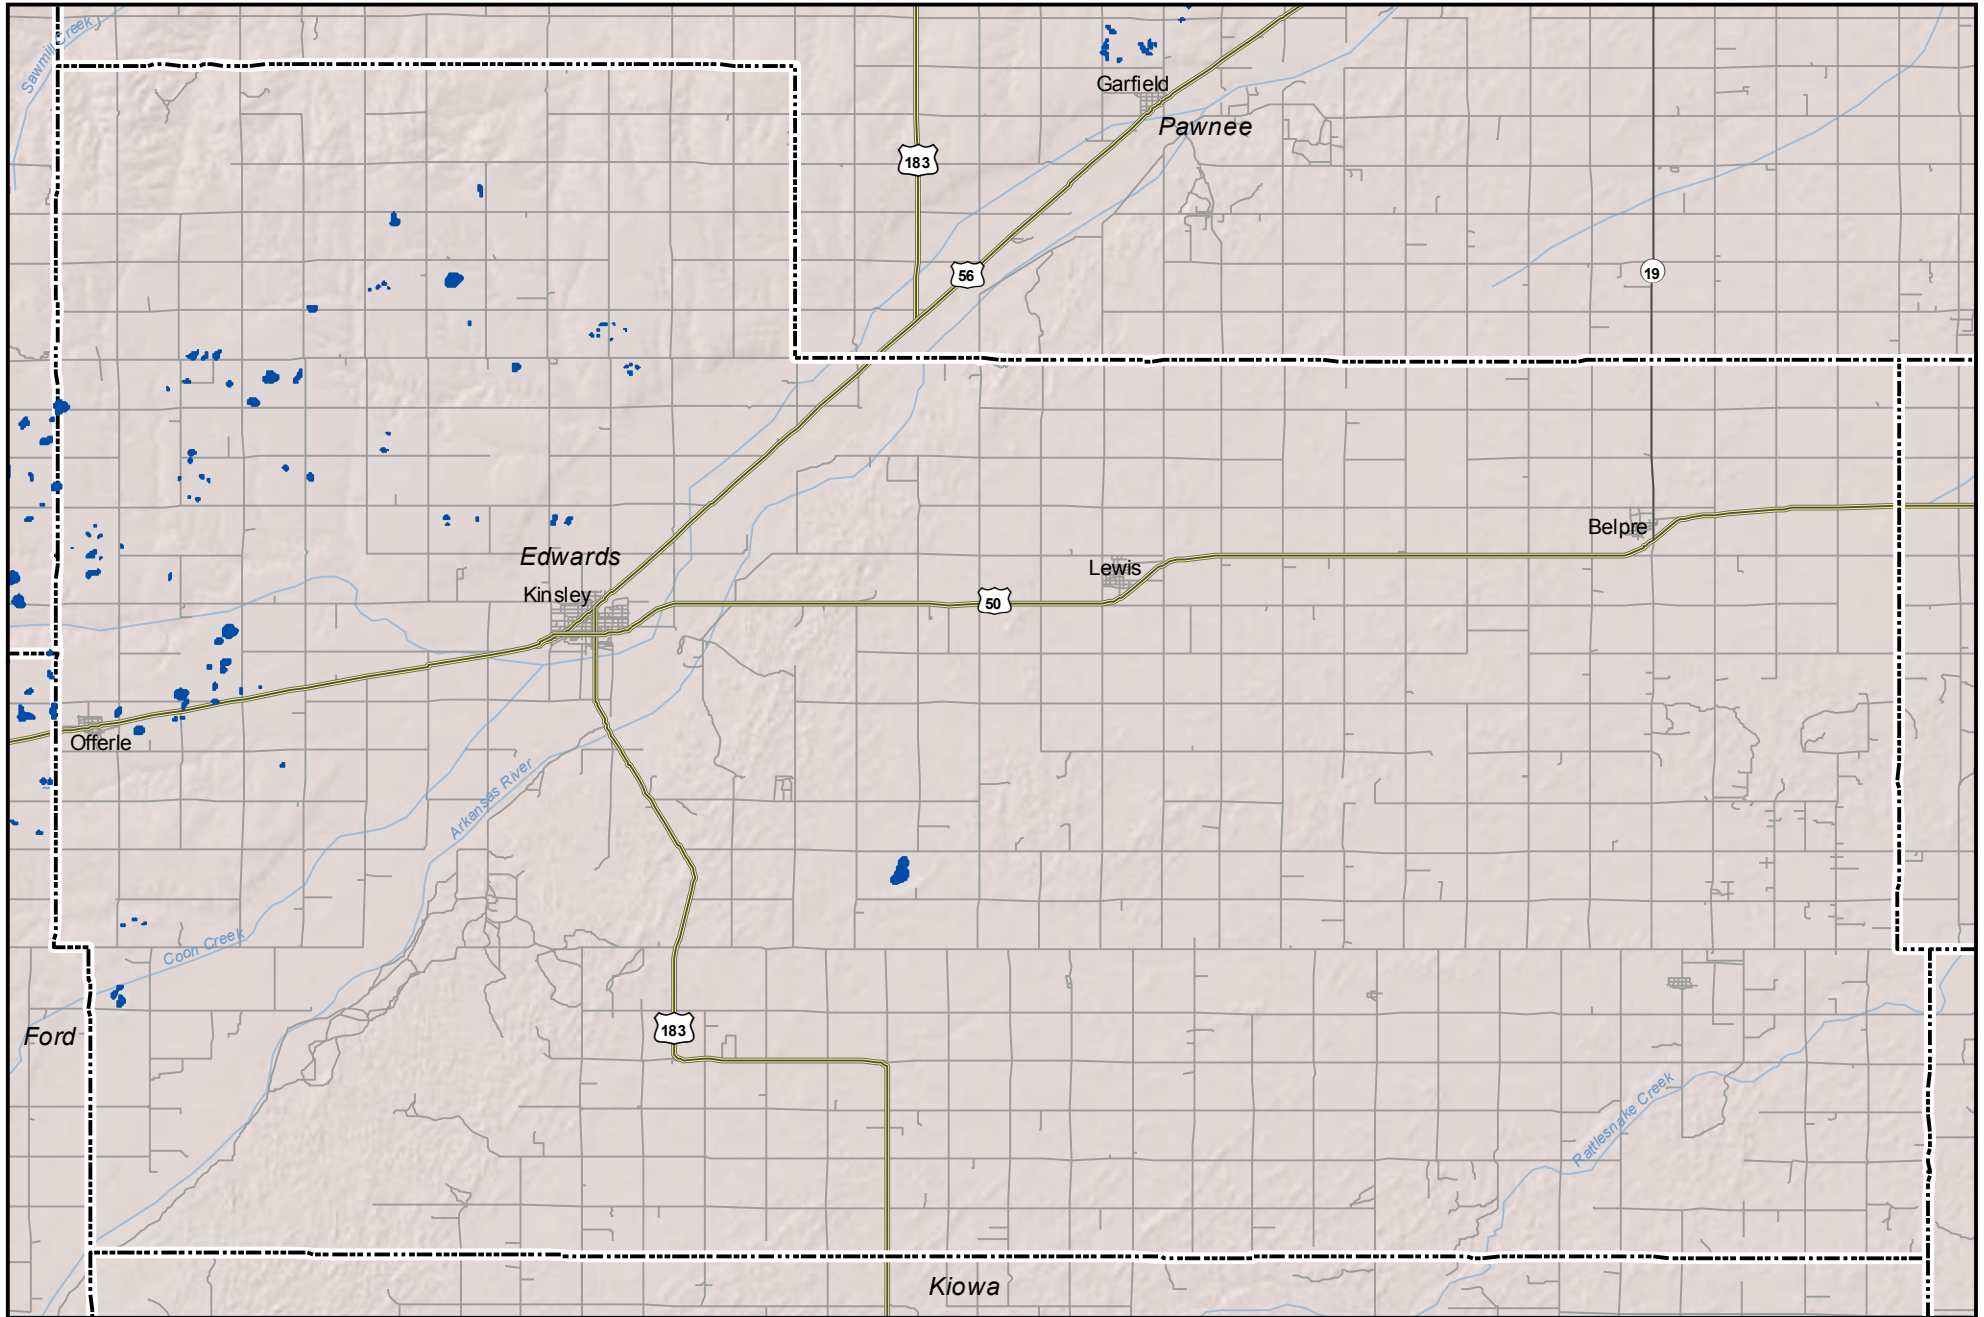 Sawmill Creek
Garfield
Pawnee
183
56
19
Belpre
Edwards
Lewis
Kinsley
50
Offerle
Arkansas River
Coon Creek
Ford
183
Rattlesnake Creek
Kiowa